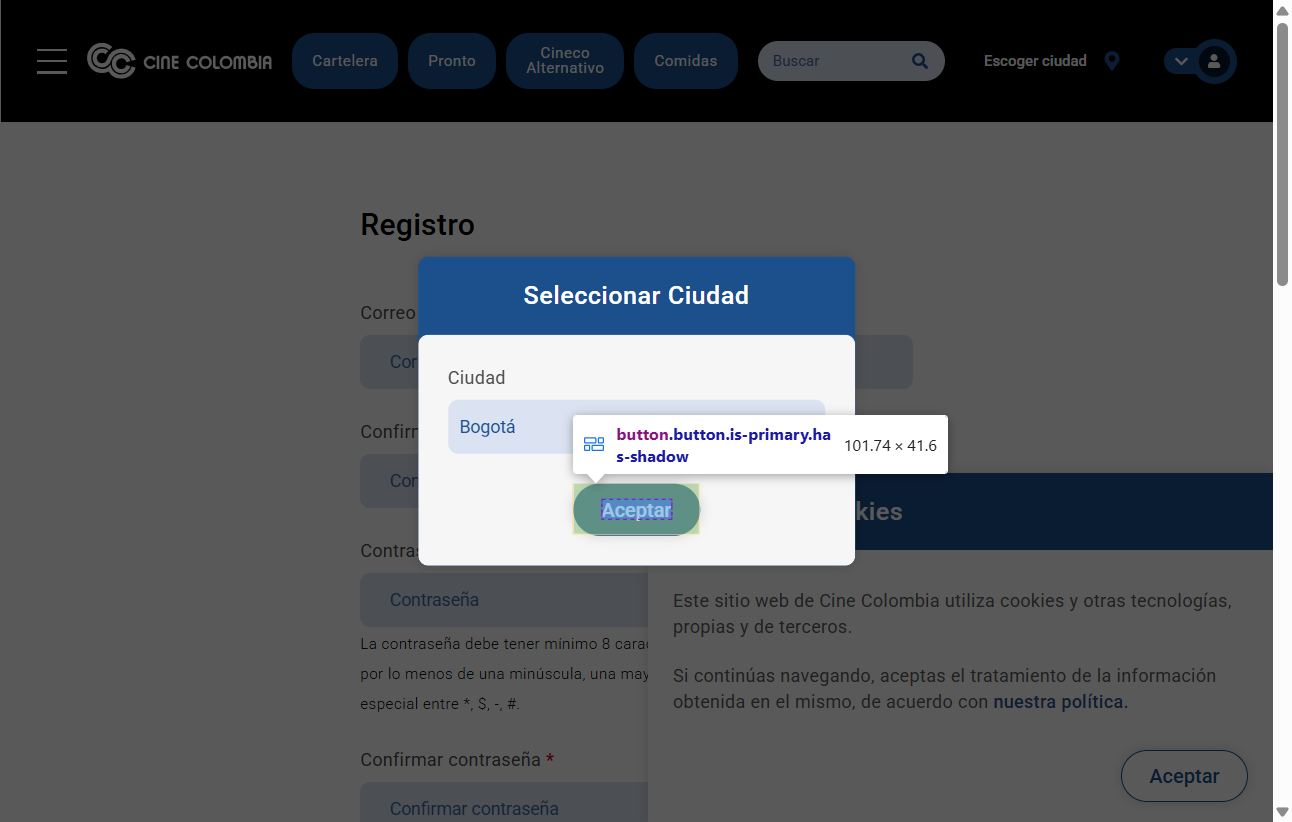 CINE COLOMBIA
Cartelera
Pronto
Cineco
Alternativo
Comidas
Buscar
Escoger ciudad
Registro
Seleccionar Ciudad
Correo
Cor
Ciudad
Bogotá
button.button.is-primary.ha
s-shadow
101.74 × 41.6
Aceptar
Confirm
Con
Contras
Contraseña
La contraseña debe tener mínimo 8 cara
por lo menos de una minúscula, una may
especial entre *, $, -, #.
Confirmar contraseña *
Confirmar contraseña
kies
Este sitio web de Cine Colombia utiliza cookies y otras tecnologías,
propias y de terceros.
Si continúas navegando, aceptas el tratamiento de la información
obtenida en el mismo, de acuerdo con nuestra política.
Aceptar